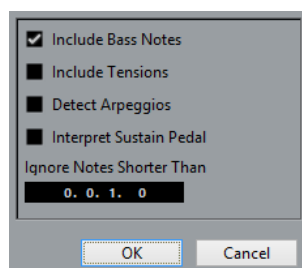 Include Bass Notes
Include Tensions
Detect Arpeggios
Interpret Sustain Pedal
Ignore Notes Shorter Than
0. 0. 1. 0
OK Cancel